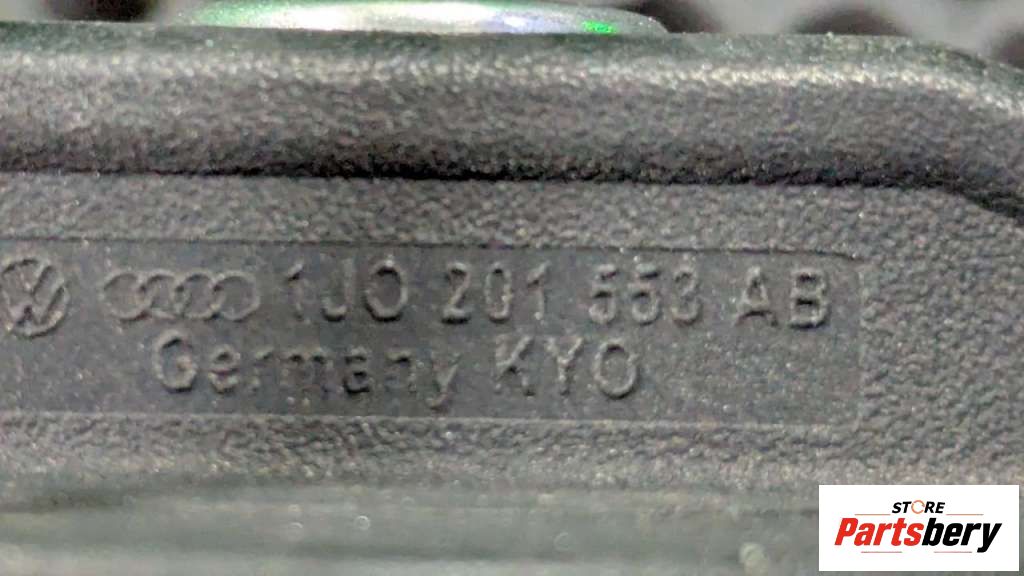 1J0 201 553 AB
Germany KYO
STORE
Partsbery